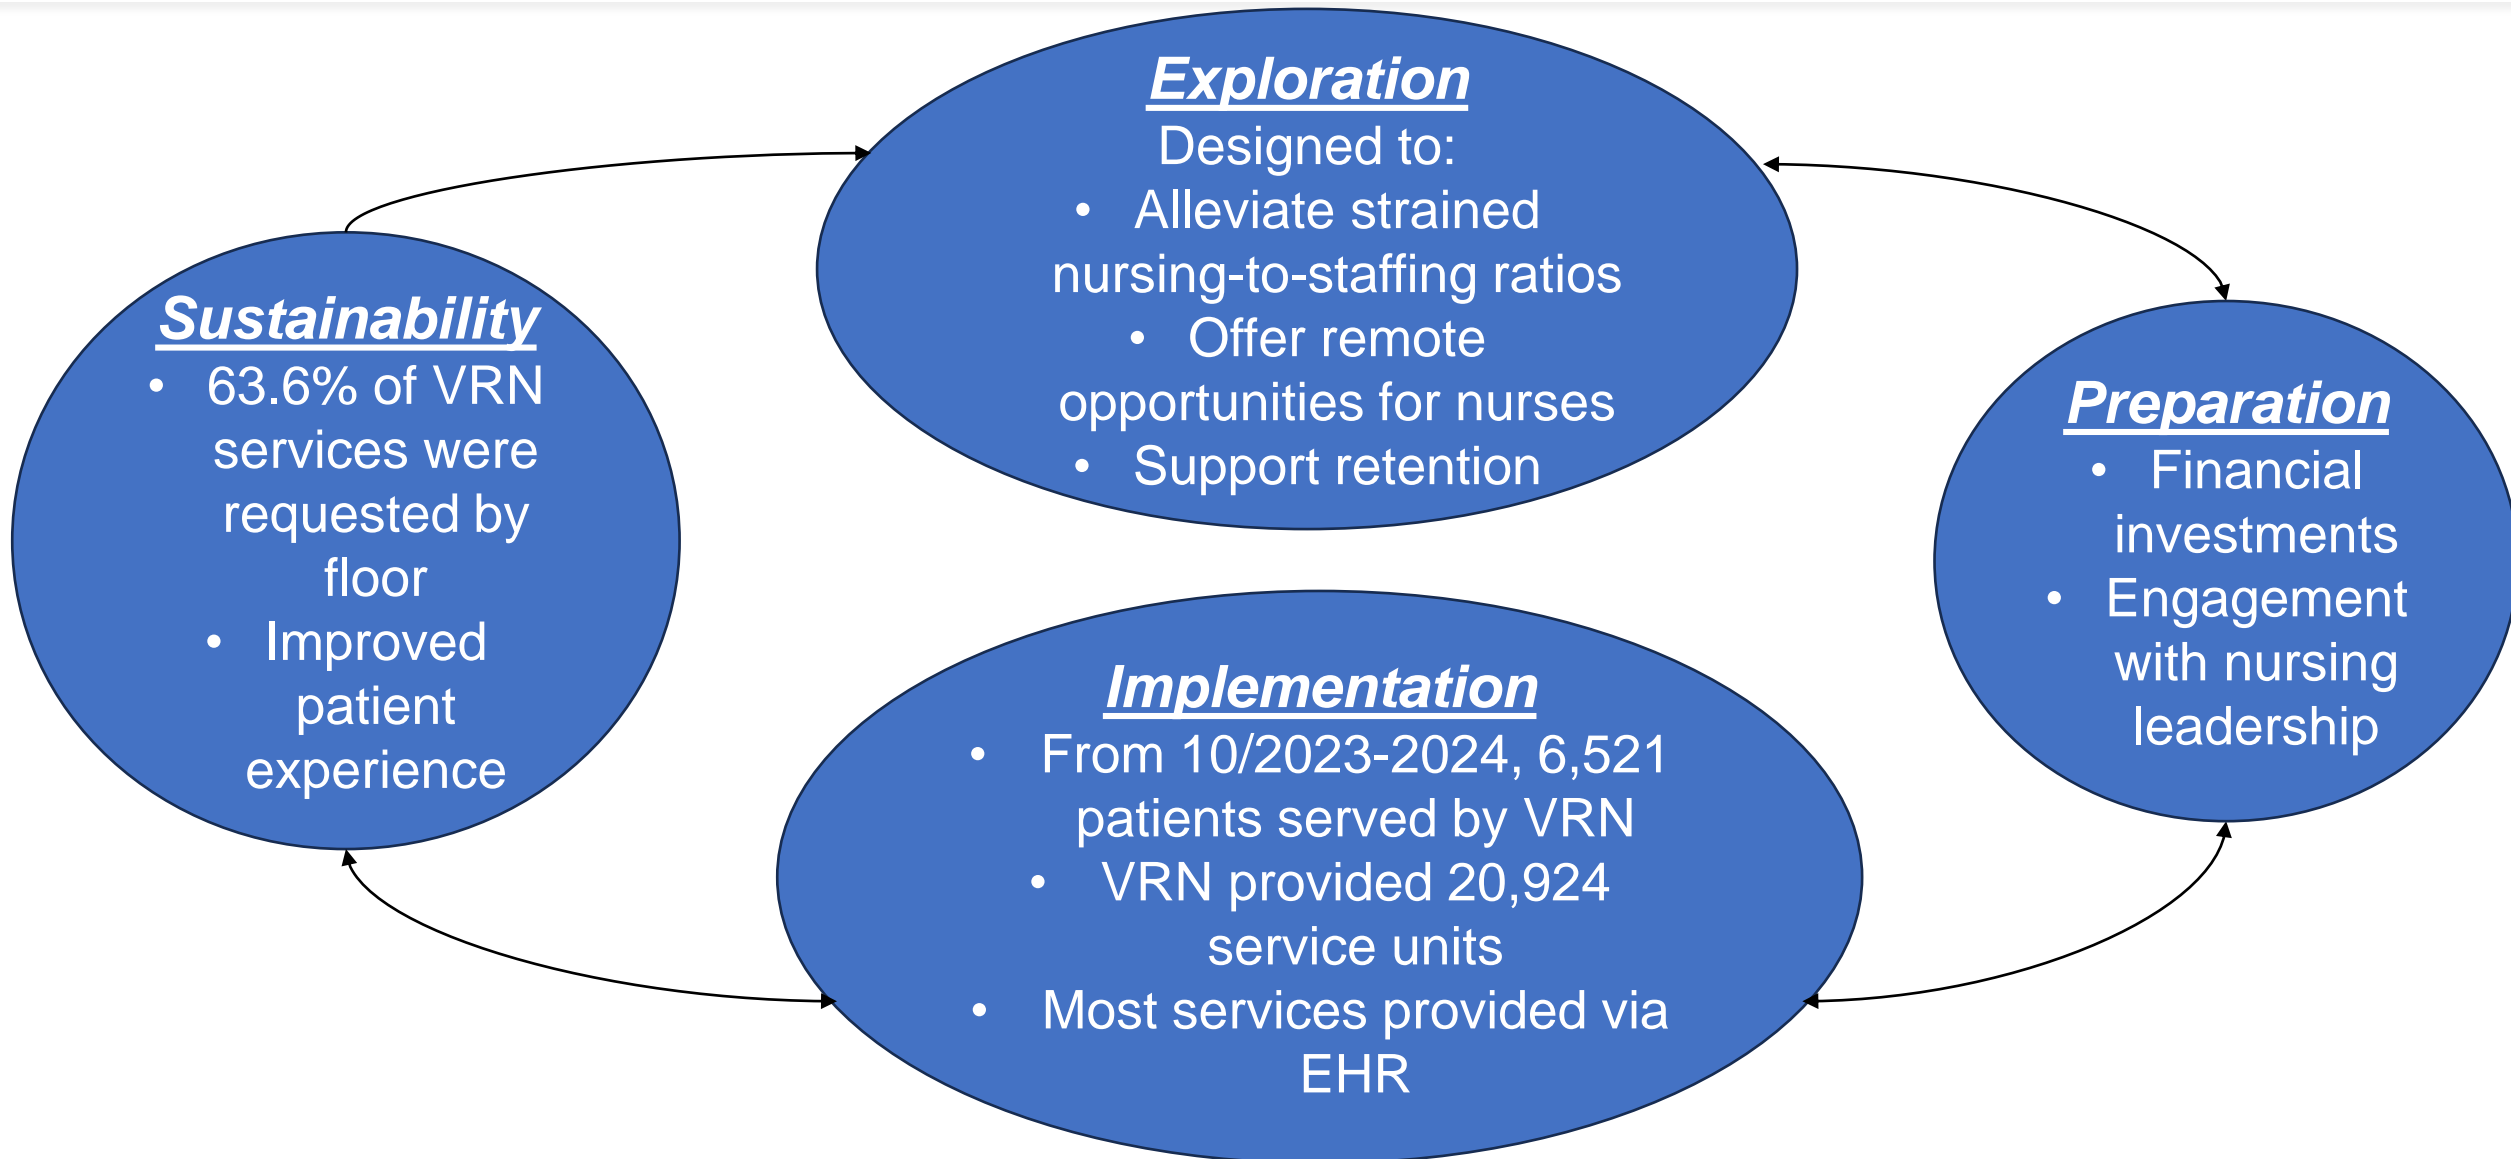 Exploration
Designed to:
• Alleviate strained
nursing-to-staffing ratios
• Offer remote
opportunities for nurses
• Support retention
Sustainability
• 63.6% of VRN
services were
requested by
floor
• Improved
patient
experience
Preparation
• Financial
investments
• Engagement
with nursing
leadership
Implementation
• From 10/2023-2024, 6,521
patients served by VRN
• VRN provided 20,924
service units
• Most services provided via
EHR